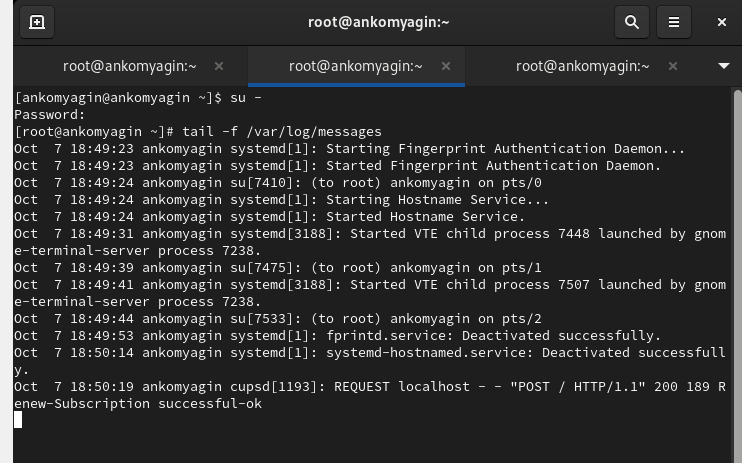 root@ankomyagin:~
root@ankomyagin:~ root@ankomyagin:~ root@ankomyagin:~
[ankomyagin@ankomyagin ~]$ su -
Password:
[root@ankomyagin ~]# tail -f /var/log/messages
Oct  7 18:49:23 ankomyagin systemd[1]: Starting Fingerprint Authentication Daemon...
Oct  7 18:49:23 ankomyagin systemd[1]: Started Fingerprint Authentication Daemon.
Oct  7 18:49:24 ankomyagin su[7410]: (to root) ankomyagin on pts/0
Oct  7 18:49:24 ankomyagin systemd[1]: Starting Hostname Service...
Oct  7 18:49:24 ankomyagin systemd[1]: Started Hostname Service.
Oct  7 18:49:31 ankomyagin systemd[3188]: Started VTE child process 7448 launched by gnom
e-terminal-server process 7238.
Oct  7 18:49:39 ankomyagin su[7475]: (to root) ankomyagin on pts/1
Oct  7 18:49:41 ankomyagin systemd[3188]: Started VTE child process 7507 launched by gnom
e-terminal-server process 7238.
Oct  7 18:49:44 ankomyagin su[7533]: (to root) ankomyagin on pts/2
Oct  7 18:49:53 ankomyagin systemd[1]: fprintd.service: Deactivated successfully.
Oct  7 18:50:14 ankomyagin systemd[1]: systemd-hostnamed.service: Deactivated successfull
y.
Oct  7 18:50:19 ankomyagin cupsd[1193]: REQUEST localhost - - "POST / HTTP/1.1" 200 189 R
enew-Subscription successful-ok